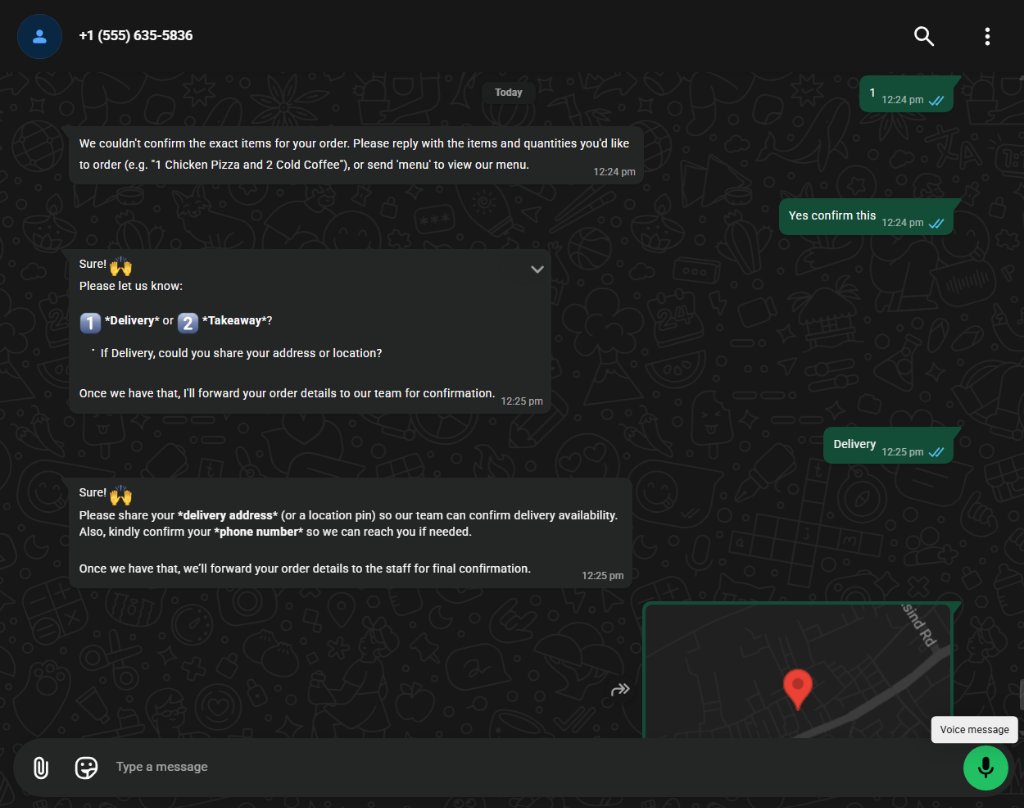 +1 (555) 635-5836
Today
1
12:24 pm
We couldn't confirm the exact items for your order. Please reply with the items and quantities you'd like
to order (e.g. "1 Chicken Pizza and 2 Cold Coffee"), or send 'menu' to view our menu.
12:24 pm
Yes confirm this
12:24 pm
Sure! 🙌
Please let us know:
1️⃣ *Delivery* or 2️⃣ *Takeaway*?
· If Delivery, could you share your address or location?
Once we have that, I'll forward your order details to our team for confirmation.
12:25 pm
Delivery
12:25 pm
Sure! 🙌
Please share your *delivery address* (or a location pin) so our team can confirm delivery availability.
Also, kindly confirm your *phone number* so we can reach you if needed.
Once we have that, we'll forward your order details to the staff for final confirmation.
12:25 pm
sind Rd
Voice message
Type a message